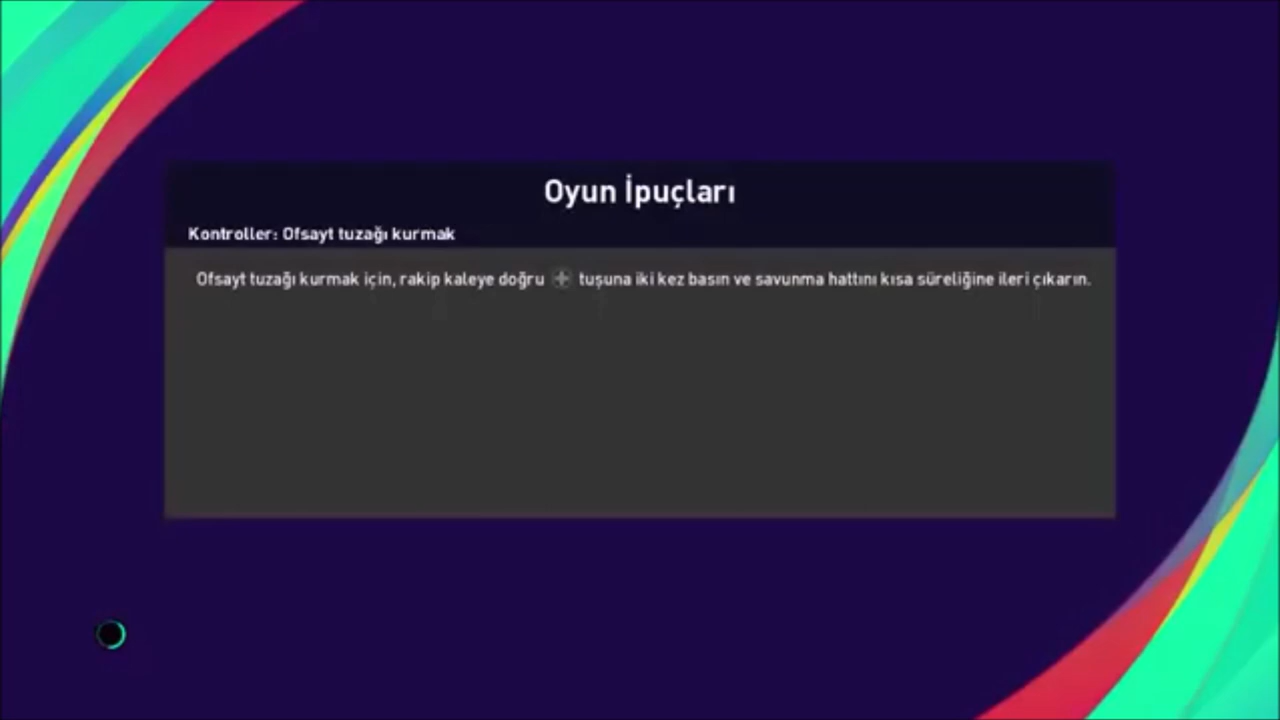 Oyun İpuçları
Kontroller: Ofsayt tuzağı kurmak
Ofsayt tuzağı kurmak için, rakip kaleye doğru tuşuna iki kez basın ve savunma hattını kısa süreliğine ileri çıkarın.